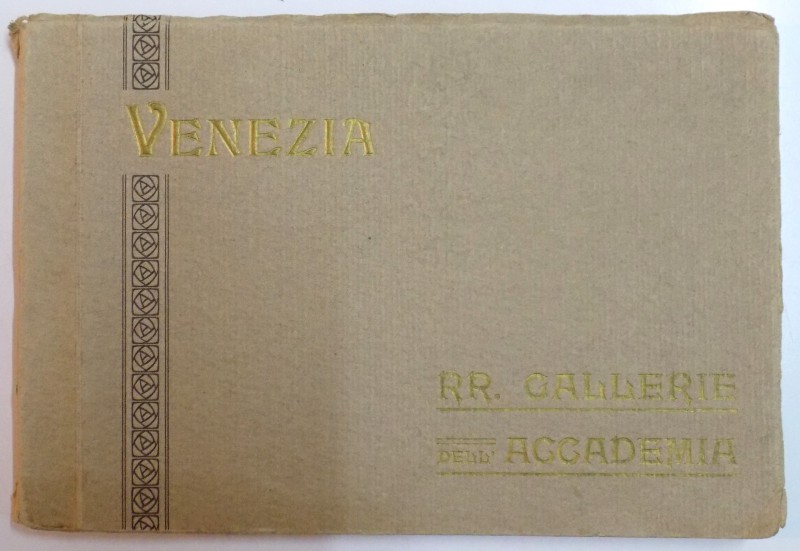 VENEZIA
RR. GALLERIE
DELL' ACCADEMIA